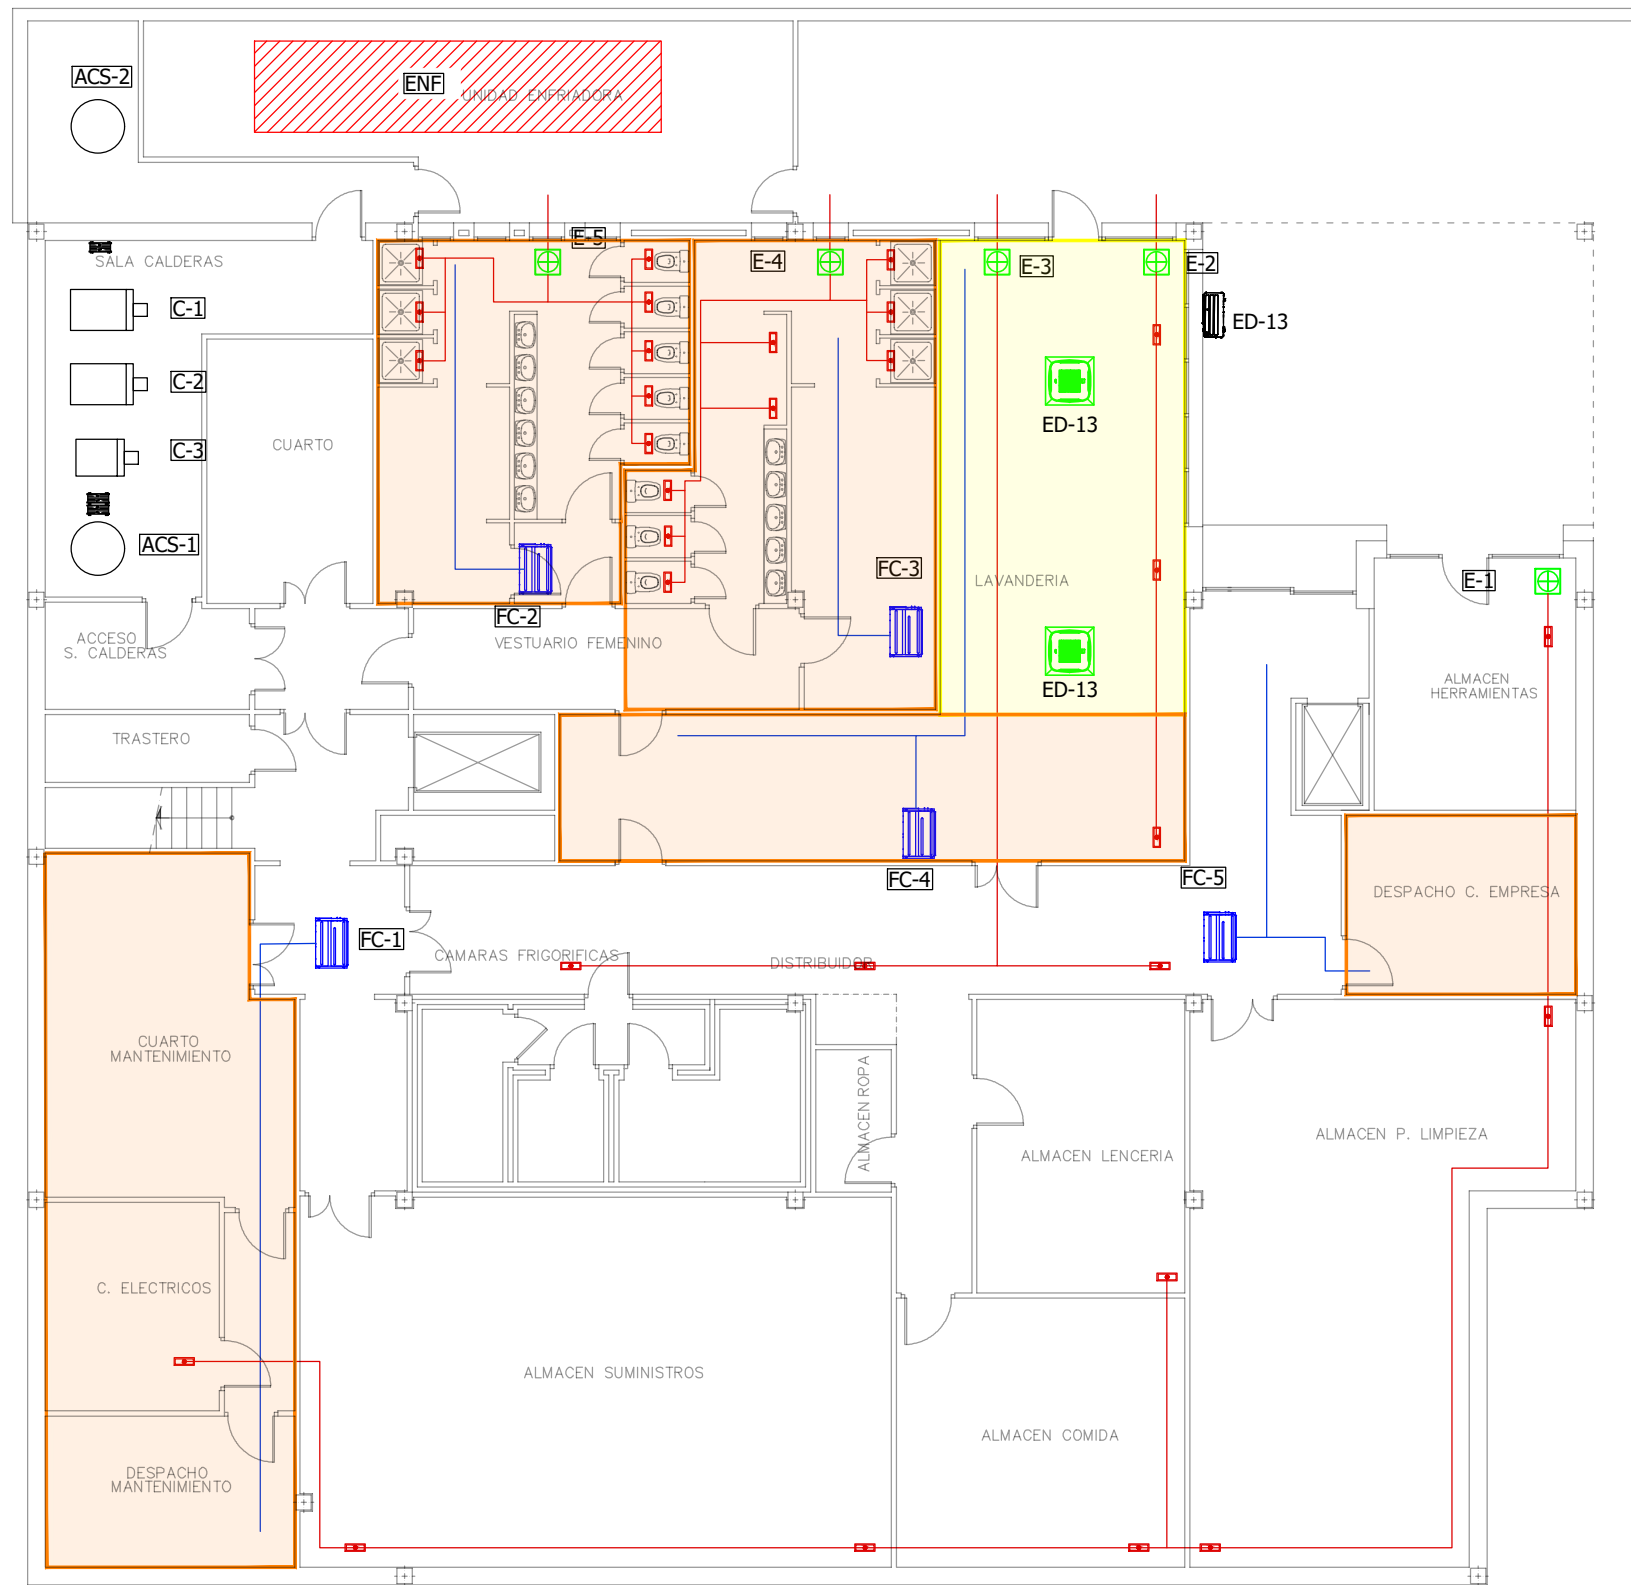 ACS-2
ENF
UNIDAD ENFRIADORA
E-5
E-4
E-3
E-2
SALA CALDERAS
C-1
ED-13
C-2
ED-13
CUARTO
C-3
ACS-1
FC-3
LAVANDERIA
E-1
FC-2
ACCESO
S. CALDERAS
VESTUARIO FEMENINO
ED-13
ALMACEN
HERRAMIENTAS
TRASTERO
FC-4
FC-5
DESPACHO C. EMPRESA
FC-1
CAMARAS FRIGORIFICAS
DISTRIBUIDOR
CUARTO
MANTENIMIENTO
ALMACEN ROPA
ALMACEN P. LIMPIEZA
ALMACEN LENCERIA
C. ELECTRICOS
ALMACEN SUMINISTROS
ALMACEN COMIDA
DESPACHO
MANTENIMIENTO